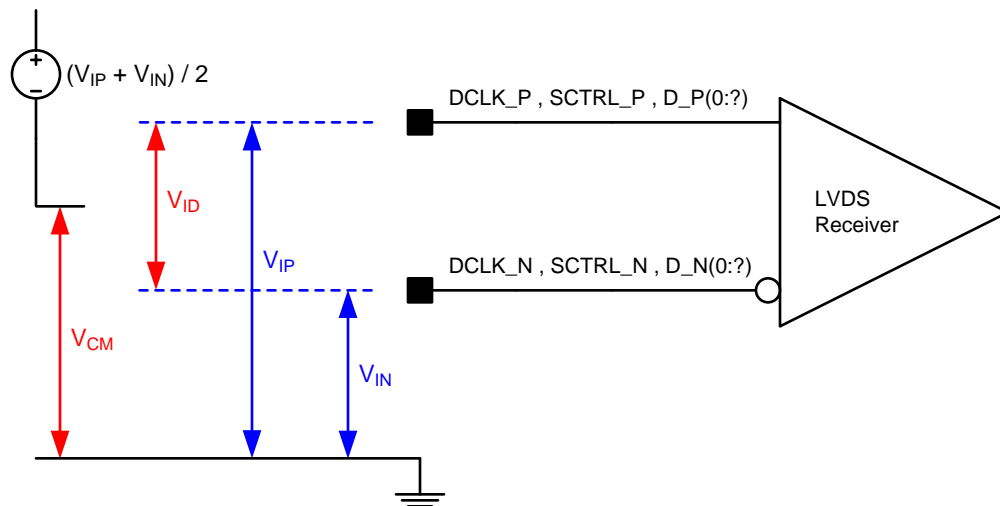 +
(VIP + VIN) / 2
–
DCLK_P , SCTRL_P , D_P(0:?)
VID
LVDS
Receiver
VIP
DCLK_N , SCTRL_N , D_N(0:?)
VCM
VIN